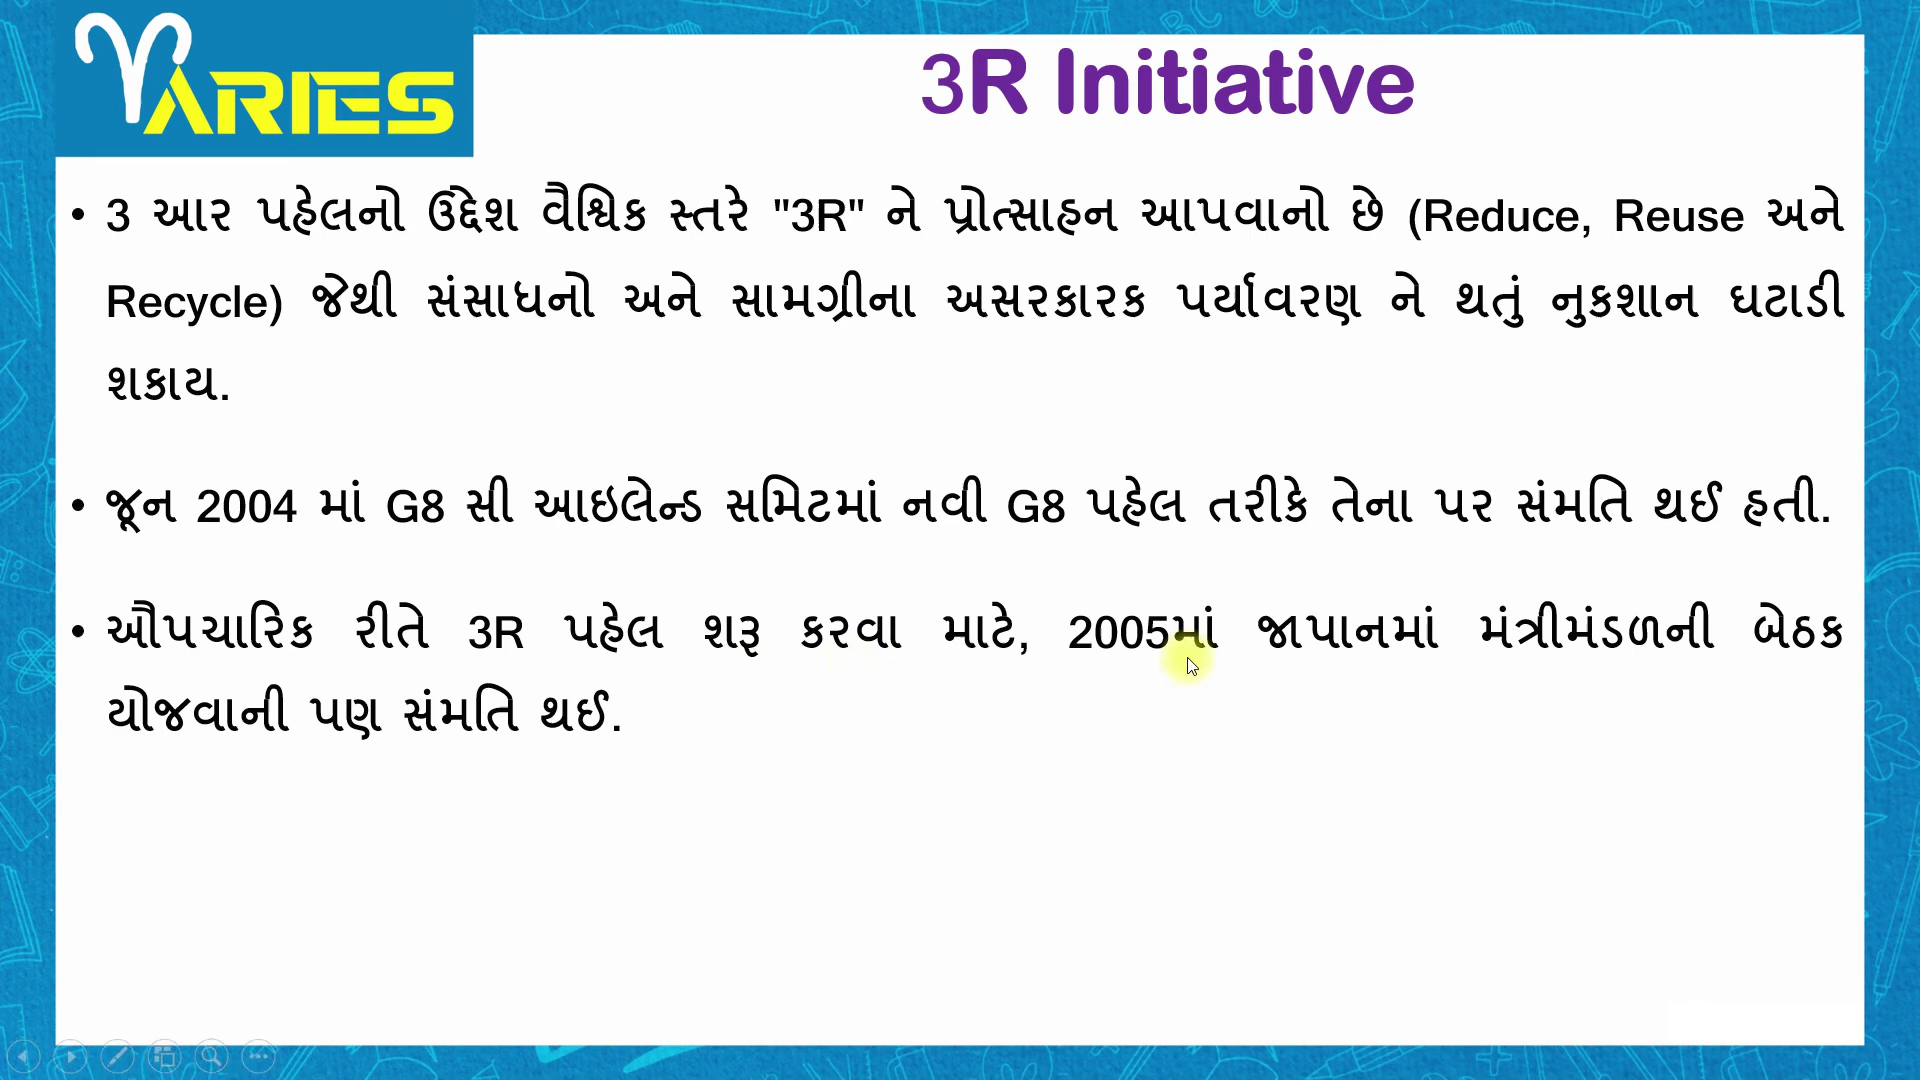 ARIES
3R Initiative
• 3 આર પહેલનો ઉદ્દેશ વૈશ્વિક સ્તરે "3R" ને પ્રોત્સાહન આપવાનો છે (Reduce, Reuse અને
Recycle) જેથી સંસાધનો અને સામગ્રીના અસરકારક પર્યાવરણ ને થતું નુકશાન ઘટાડી
શકાય.
• જૂન 2004 માં G8 સી આઇલેન્ડ સમિટમાં નવી G8 પહેલ તરીકે તેના પર સંમતિ થઈ હતી.
• ઔપચારિક રીતે 3R પહેલ શરૂ કરવા માટે, 2005માં જાપાનમાં મંત્રીમંડળની બેઠક
યોજવાની પણ સંમતિ થઈ.